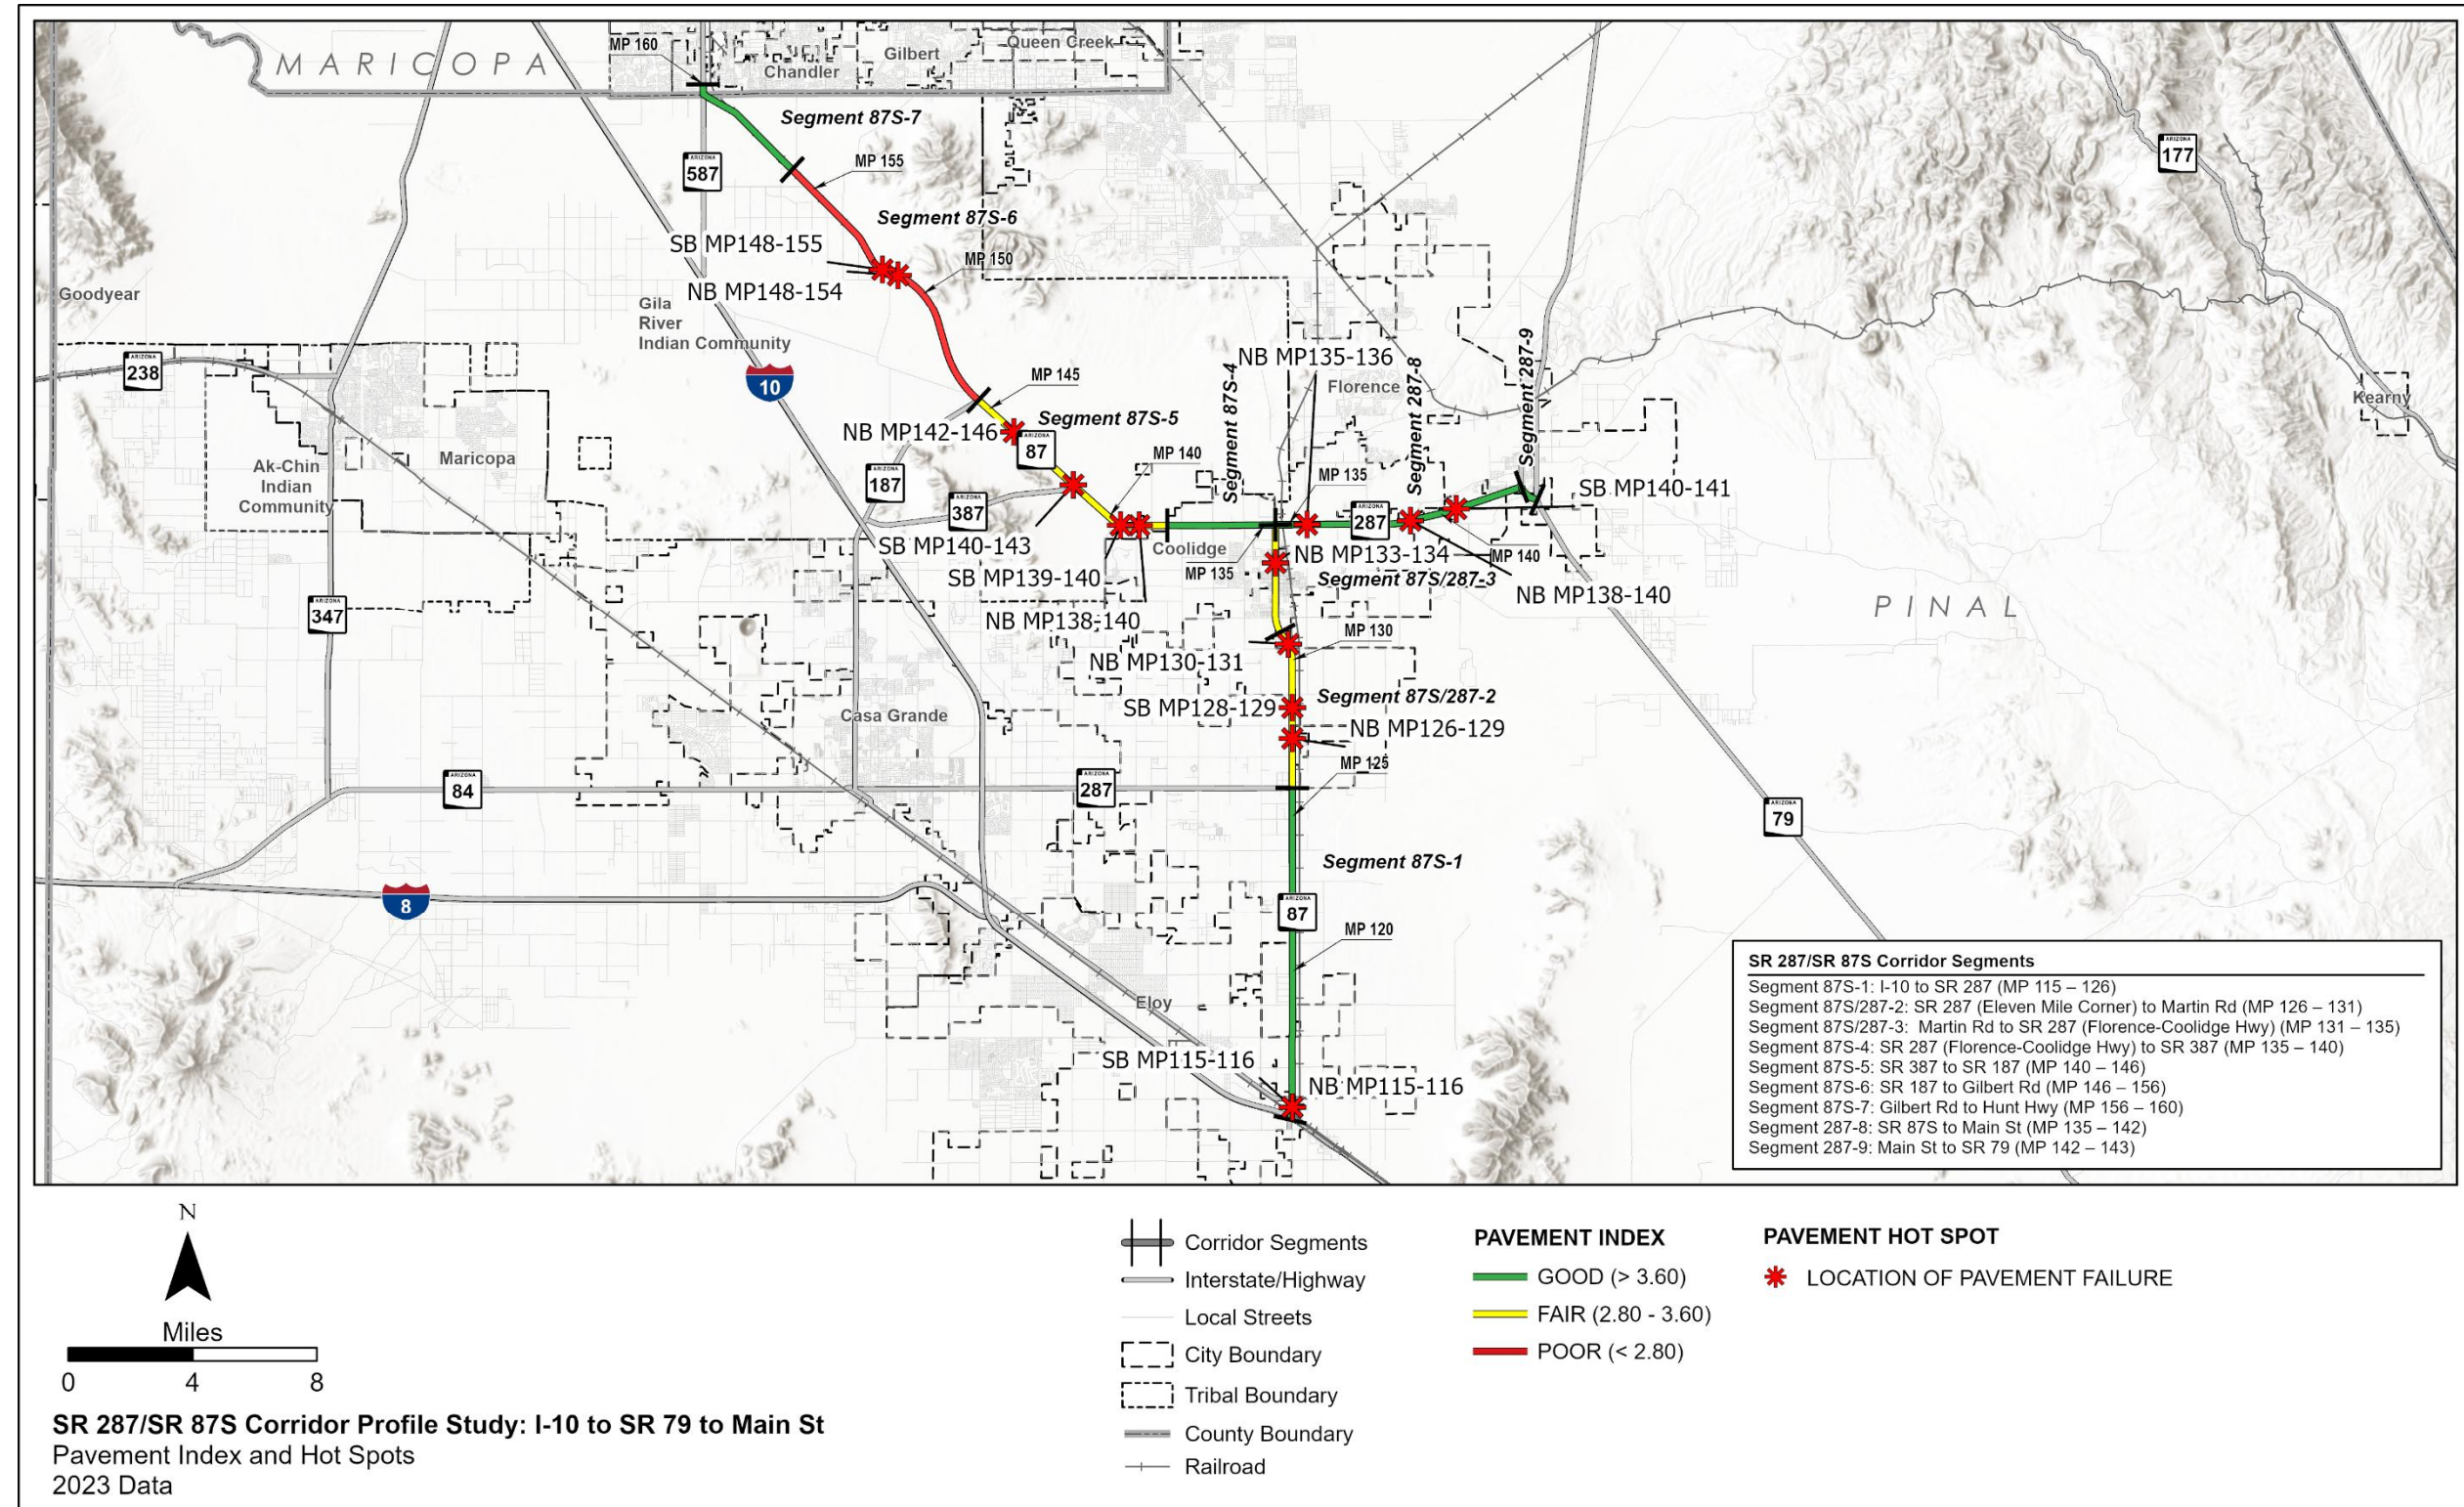 MARICOPA
MP 160
Chandler
Gilbert
Queen Creek
Segment 87S-7
ARIZONA
587
MP 155
ARIZONA
177
Segment 87S-6
SB MP148-155
MP 150
NB MP148-154
Goodyear
Gila
River
Indian Community
ARIZONA
238
10
MP 145
NB MP135-136
Florence
Segment 87S-4
Segment 287-8
Segment 287-9
Kearny
Segment 87S-5
NB MP142-146
ARIZONA
87
Maricopa
Ak-Chin
Indian
Community
ARIZONA
187
MP 140
MP 135
SB MP140-141
ARIZONA
387
ARIZONA
287
SB MP140-143
Coolidge
NB MP133-134
MP 140
MP 135
SB MP139-140
Segment 87S/287-3
NB MP138-140
PINAL
ARIZONA
347
NB MP138-140
MP 130
NB MP130-131
Segment 87S/287-2
SB MP128-129
Casa Grande
NB MP126-129
MP 125
ARIZONA
84
ARIZONA
287
ARIZONA
79
Segment 87S-1
8
ARIZONA
87
MP 120
Eloy
SB MP115-116
NB MP115-116
SR 287/SR 87S Corridor Segments
Segment 87S-1: I-10 to SR 287 (MP 115 – 126)
Segment 87S/287-2: SR 287 (Eleven Mile Corner) to Martin Rd (MP 126 – 131)
Segment 87S/287-3: Martin Rd to SR 287 (Florence-Coolidge Hwy) (MP 131 – 135)
Segment 87S-4: SR 287 (Florence-Coolidge Hwy) to SR 387 (MP 135 – 140)
Segment 87S-5: SR 387 to SR 187 (MP 140 – 146)
Segment 87S-6: SR 187 to Gilbert Rd (MP 146 – 156)
Segment 87S-7: Gilbert Rd to Hunt Hwy (MP 156 – 160)
Segment 287-8: SR 87S to Main St (MP 135 – 142)
Segment 287-9: Main St to SR 79 (MP 142 – 143)
N
Miles
0 4 8
SR 287/SR 87S Corridor Profile Study: I-10 to SR 79 to Main St
Pavement Index and Hot Spots
2023 Data
Corridor Segments
Interstate/Highway
Local Streets
City Boundary
Tribal Boundary
County Boundary
Railroad
PAVEMENT INDEX
GOOD (> 3.60)
FAIR (2.80 - 3.60)
POOR (< 2.80)
PAVEMENT HOT SPOT
LOCATION OF PAVEMENT FAILURE